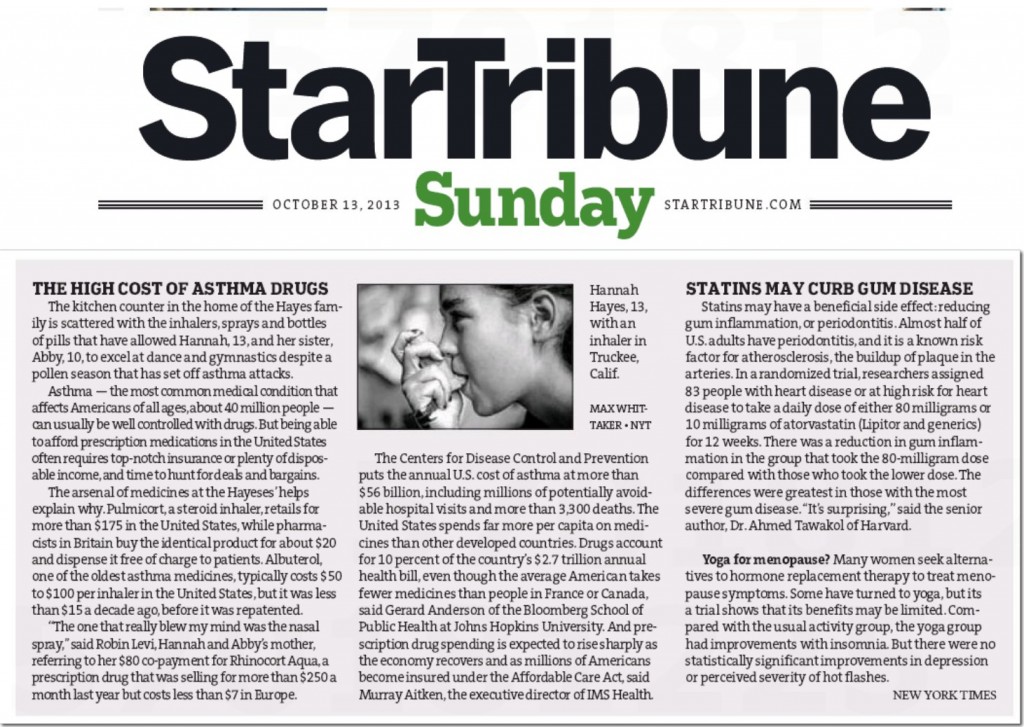 StarTribune
OCTOBER 13, 2013 Sunday STARTRIBUNE.COM
THE HIGH COST OF ASTHMA DRUGS
The kitchen counter in the home of the Hayes fam-
ily is scattered with the inhalers, sprays and bottles
of pills that have allowed Hannah, 13, and her sister,
Abby, 10, to excel at dance and gymnastics despite a
pollen season that has set off asthma attacks.
Asthma — the most common medical condition that
affects Americans of all ages, about 40 million people —
can usually be well controlled with drugs. But being able
to afford prescription medications in the United States
often requires top-notch insurance or plenty of dispos-
able income, and time to hunt for deals and bargains.
The arsenal of medicines at the Hayeses' helps
explain why. Pulmicort, a steroid inhaler, retails for
more than $175 in the United States, while pharma-
cists in Britain buy the identical product for about $20
and dispense it free of charge to patients. Albuterol,
one of the oldest asthma medicines, typically costs $50
to $100 per inhaler in the United States, but it was less
than $15 a decade ago, before it was repatented.
"The one that really blew my mind was the nasal
spray," said Robin Levi, Hannah and Abby's mother,
referring to her $80 co-payment for Rhinocort Aqua, a
prescription drug that was selling for more than $250 a
month last year but costs less than $7 in Europe.
Hannah
Hayes, 13,
with an
inhaler in
Truckee,
Calif.
MAX WHIT-
TAKER • NYT
The Centers for Disease Control and Prevention
puts the annual U.S. cost of asthma at more than
$56 billion, including millions of potentially avoid-
able hospital visits and more than 3,300 deaths. The
United States spends far more per capita on medi-
cines than other developed countries. Drugs account
for 10 percent of the country's $2.7 trillion annual
health bill, even though the average American takes
fewer medicines than people in France or Canada,
said Gerard Anderson of the Bloomberg School of
Public Health at Johns Hopkins University. And pre-
scription drug spending is expected to rise sharply as
the economy recovers and as millions of Americans
become insured under the Affordable Care Act, said
Murray Aitken, the executive director of IMS Health.
STATINS MAY CURB GUM DISEASE
Statins may have a beneficial side effect: reducing
gum inflammation, or periodontitis. Almost half of
U.S. adults have periodontitis, and it is a known risk
factor for atherosclerosis, the buildup of plaque in the
arteries. In a randomized trial, researchers assigned
83 people with heart disease or at high risk for heart
disease to take a daily dose of either 80 milligrams or
10 milligrams of atorvastatin (Lipitor and generics)
for 12 weeks. There was a reduction in gum inflam-
mation in the group that took the 80-milligram dose
compared with those who took the lower dose. The
differences were greatest in those with the most
severe gum disease. "It's surprising," said the senior
author, Dr. Ahmed Tawakol of Harvard.
Yoga for menopause? Many women seek alterna-
tives to hormone replacement therapy to treat meno-
pause symptoms. Some have turned to yoga, but its
a trial shows that its benefits may be limited. Com-
pared with the usual activity group, the yoga group
had improvements with insomnia. But there were no
statistically significant improvements in depression
or perceived severity of hot flashes.
NEW YORK TIMES